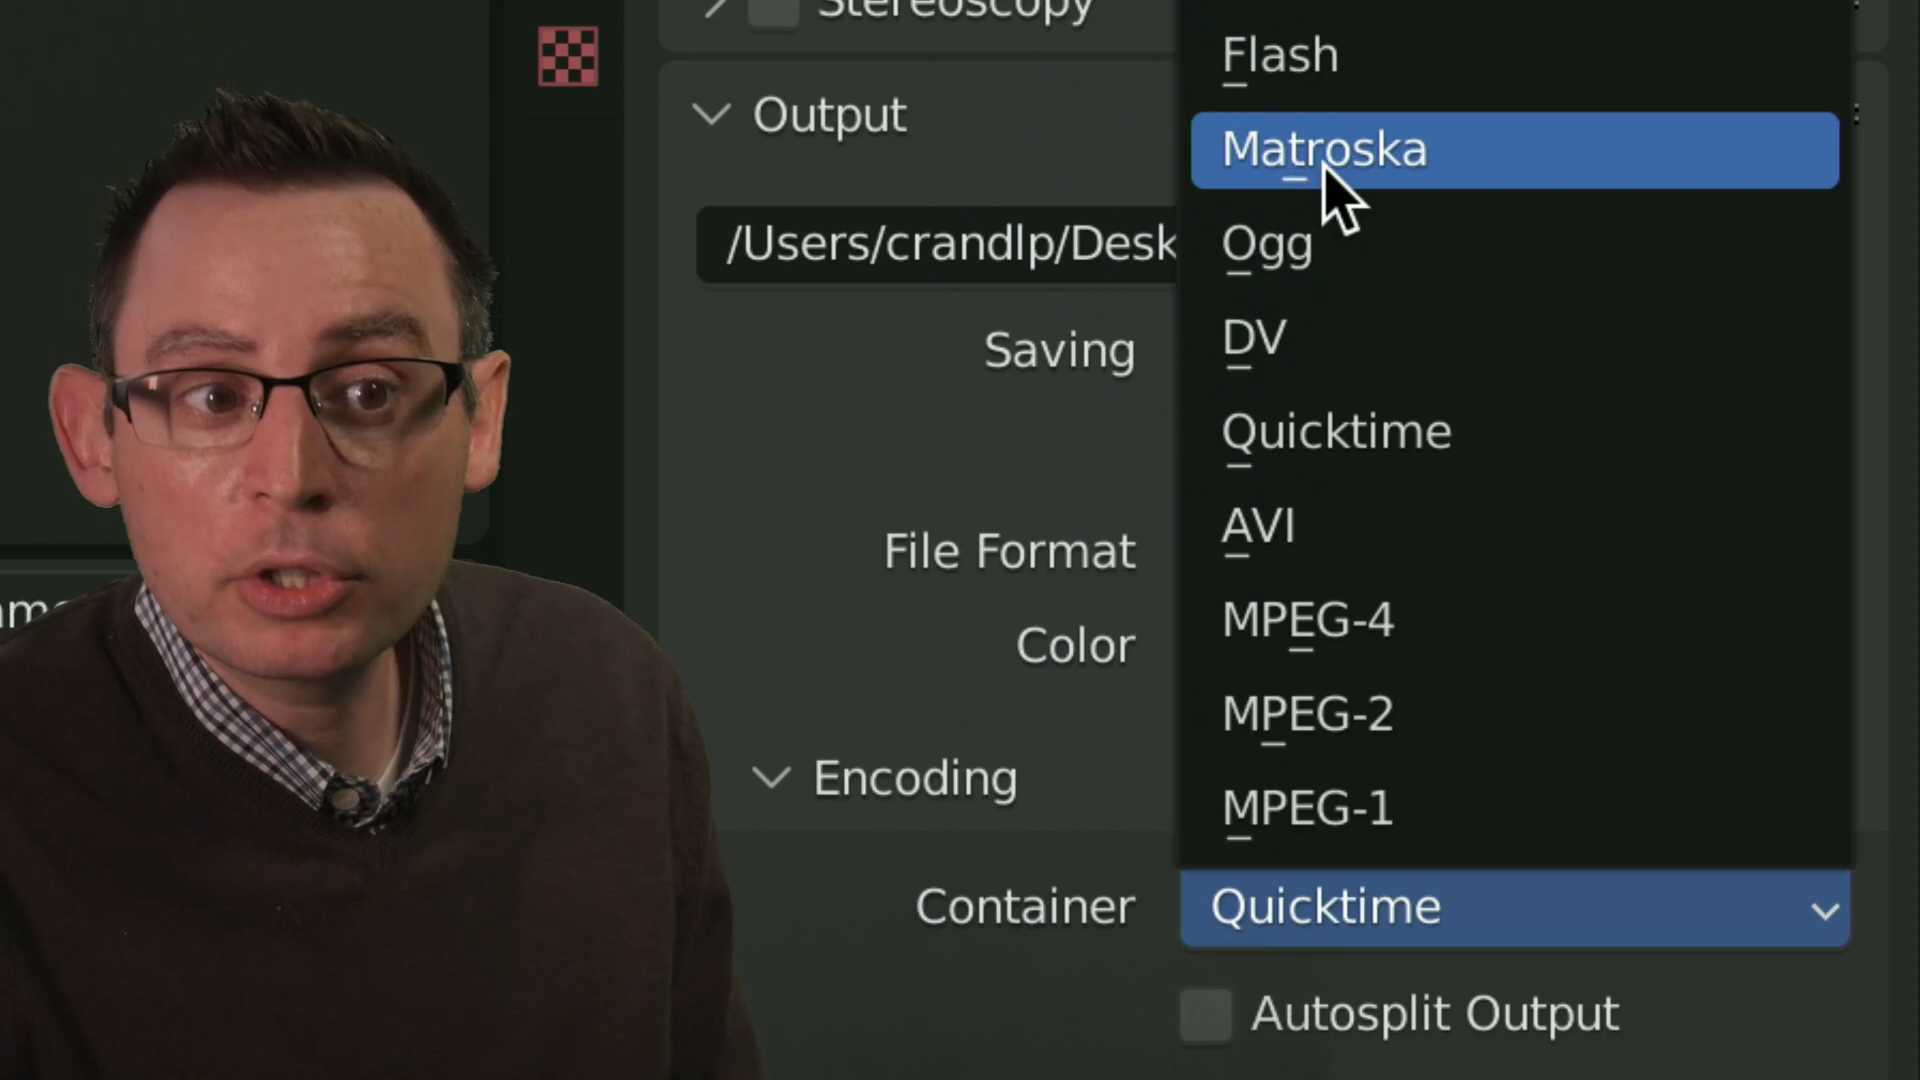 Stereoscopy
Output
/Users/crandlp/Desk
Saving
File Format
Color
Encoding
Container
Flash
Matroska
Ogg
DV
Quicktime
AVI
MPEG-4
MPEG-2
MPEG-1
Quicktime
Autosplit Output